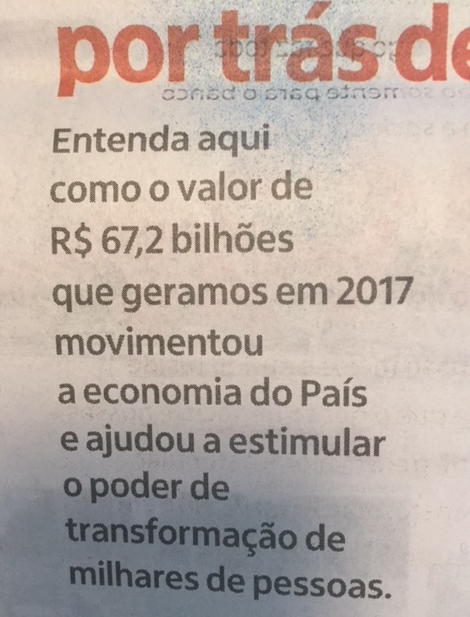 por trás de
Entenda aqui
como o valor de
R$ 67,2 bilhões
que geramos em 2017
movimentou
a economia do País
e ajudou a estimular
o poder de
transformação de
milhares de pessoas.